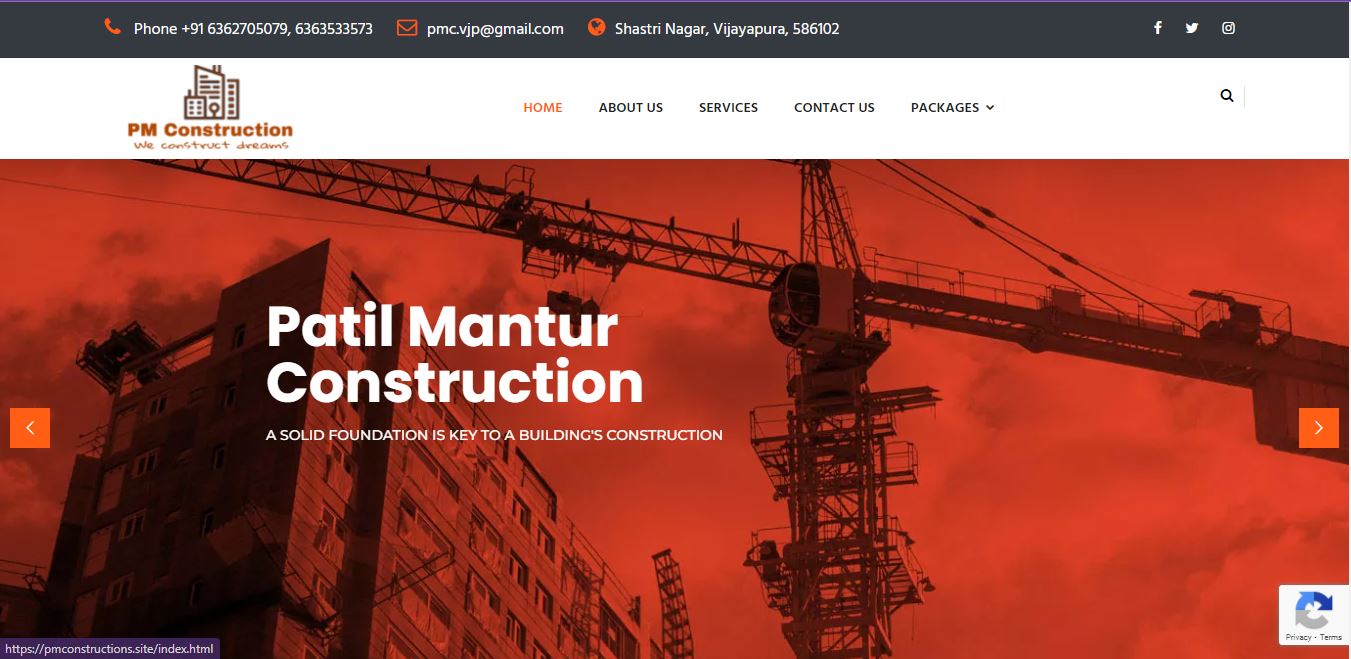 Phone +91 6362705079, 6363533573 pmc.vjp@gmail.com Shastri Nagar, Vijayapura, 586102
PM Construction
We construct dreams
HOME ABOUT US SERVICES CONTACT US PACKAGES
Patil Mantur
Construction
A SOLID FOUNDATION IS KEY TO A BUILDING'S CONSTRUCTION
Privacy - Terms
https://pmconstructions.site/index.html